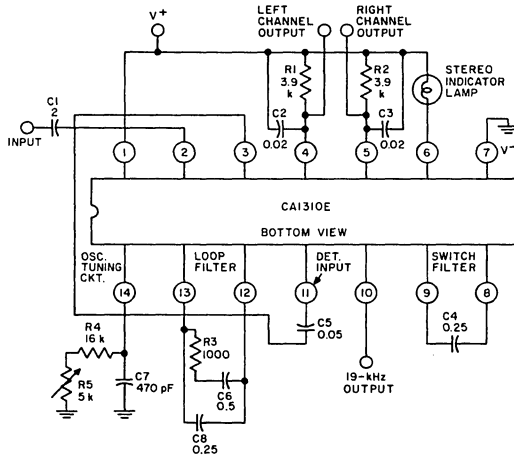 LEFT
CHANNEL
OUTPUT
RIGHT
CHANNEL
OUTPUT
V+
R1
3.9
k
R2
3.9
k
STEREO
INDICATOR
LAMP
C1
2
C2
0.02
C3
0.02
INPUT
1
2
3
4
5
6
7
V-
CA1310E
BOTTOM VIEW
OSC.
TUNING
CKT.
LOOP
FILTER
DET.
INPUT
SWITCH
FILTER
14
13
12
11
10
9
8
R4
16 k
R5
5 k
C7
470 pF
R3
1000
C6
0.5
C8
0.25
C5
0.05
19-kHz
OUTPUT
C4
0.25